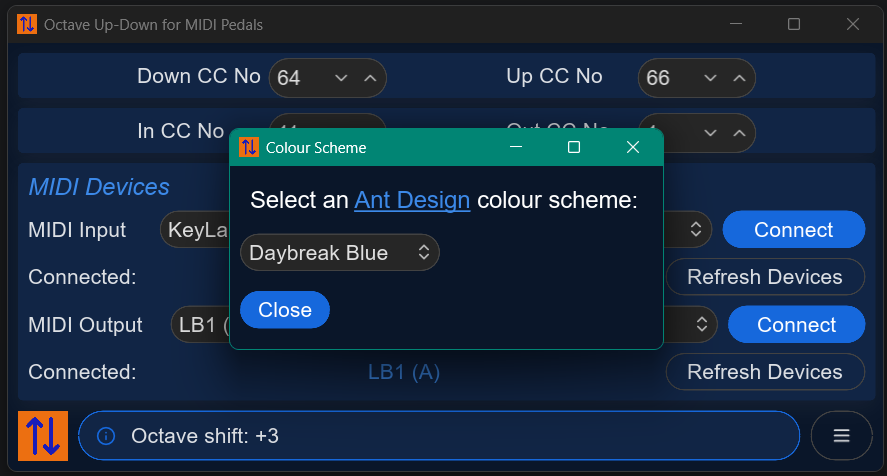 Octave Up-Down for MIDI Pedals
Down CC No 64 Up CC No 66
In CC No
Colour Scheme
MIDI Devices
Select an Ant Design colour scheme:
MIDI Input KeyLa Connect
Daybreak Blue
Connected: Refresh Devices
Close
MIDI Output LB1 ( Connect
Connected: LB1 (A) Refresh Devices
Octave shift: +3